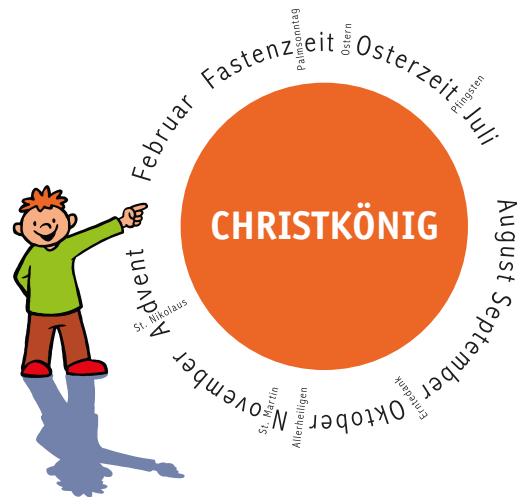 CHRISTKÖNIG
Februar
Fastenzeit
Palmsonntag
Ostern
Osterzeit
Pfingsten
Juli
August
September
Erntedank
Oktober
Allerheiligen
St. Martin
November
St. Nikolaus
Advent